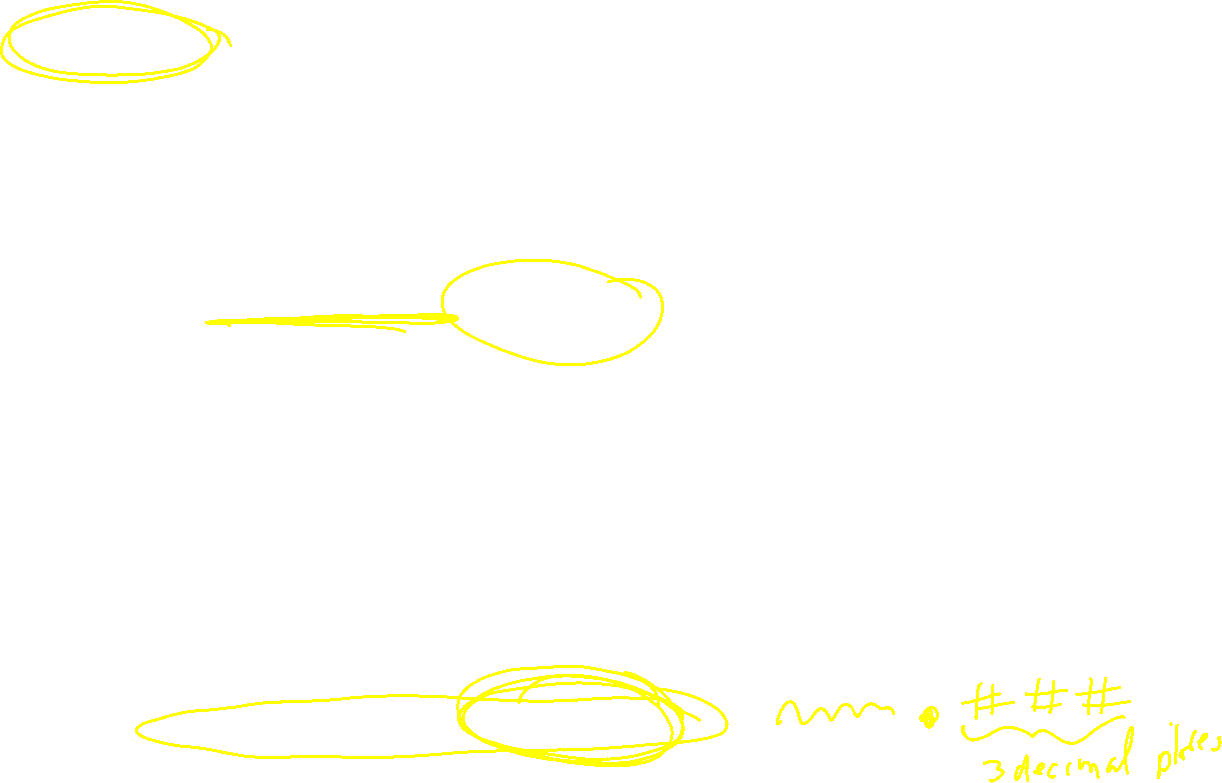 . # # #
3 decimal places